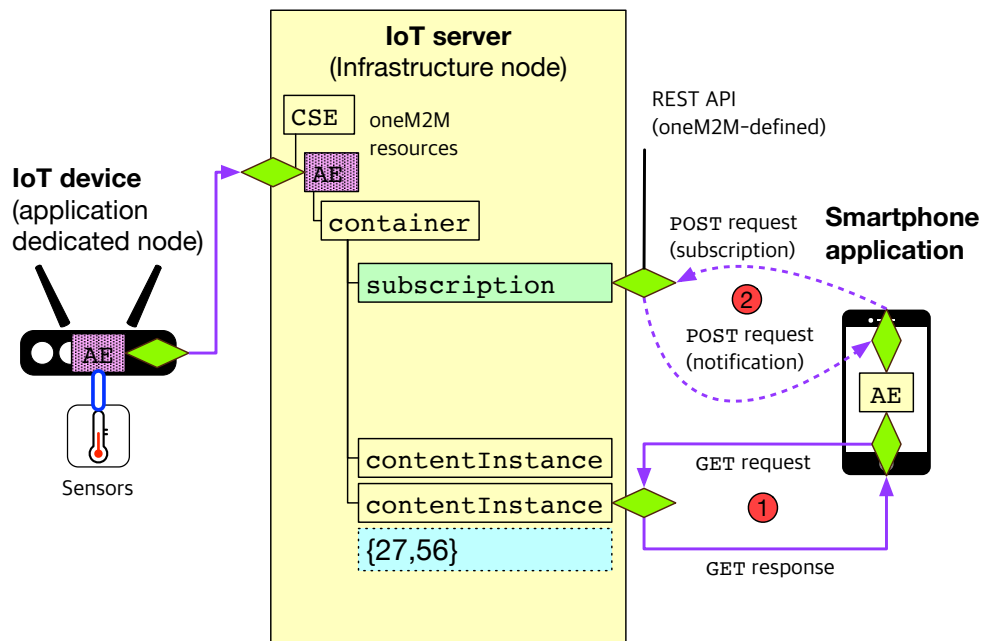 IoT server
(Infrastructure node)
CSE
oneM2M
resources
AE
container
subscription
contentInstance
contentInstance
{27,56}
IoT device
(application
dedicated node)
AE
Sensors
REST API
(oneM2M-defined)
POST request
(subscription)
2
POST request
(notification)
Smartphone
application
AE
GET request
1
GET response